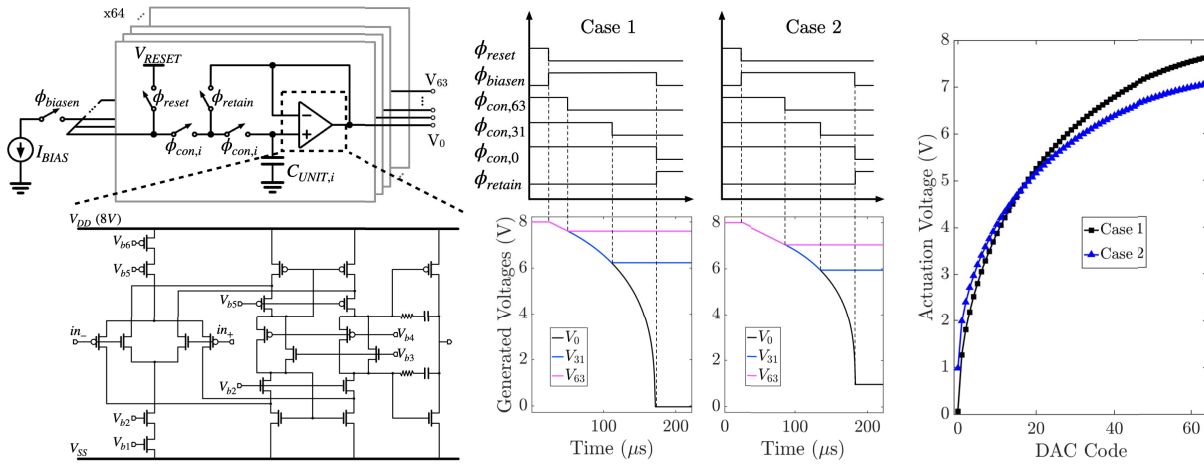 x64
V_RESET
ϕ_biasen
ϕ_reset
ϕ_retain
V_63
V_0
I_BIAS
ϕ_con,i
ϕ_con,i
C_UNIT,i
V_DD (8V)
V_b6
V_b5
V_b5
in_-
in_+
V_b4
V_b3
V_b2
V_b2
V_b1
V_SS
Case 1
Case 2
ϕ_reset
ϕ_biasen
ϕ_con,63
ϕ_con,31
ϕ_con,0
ϕ_retain
Generated Voltages (V)
8
6
4
2
0
V_0
V_31
V_63
100
200
Time (μs)
8
6
4
2
0
V_0
V_31
V_63
100
200
Time (μs)
Actuation Voltage (V)
8
7
6
5
4
3
2
1
0
Case 1
Case 2
0
20
40
60
DAC Code